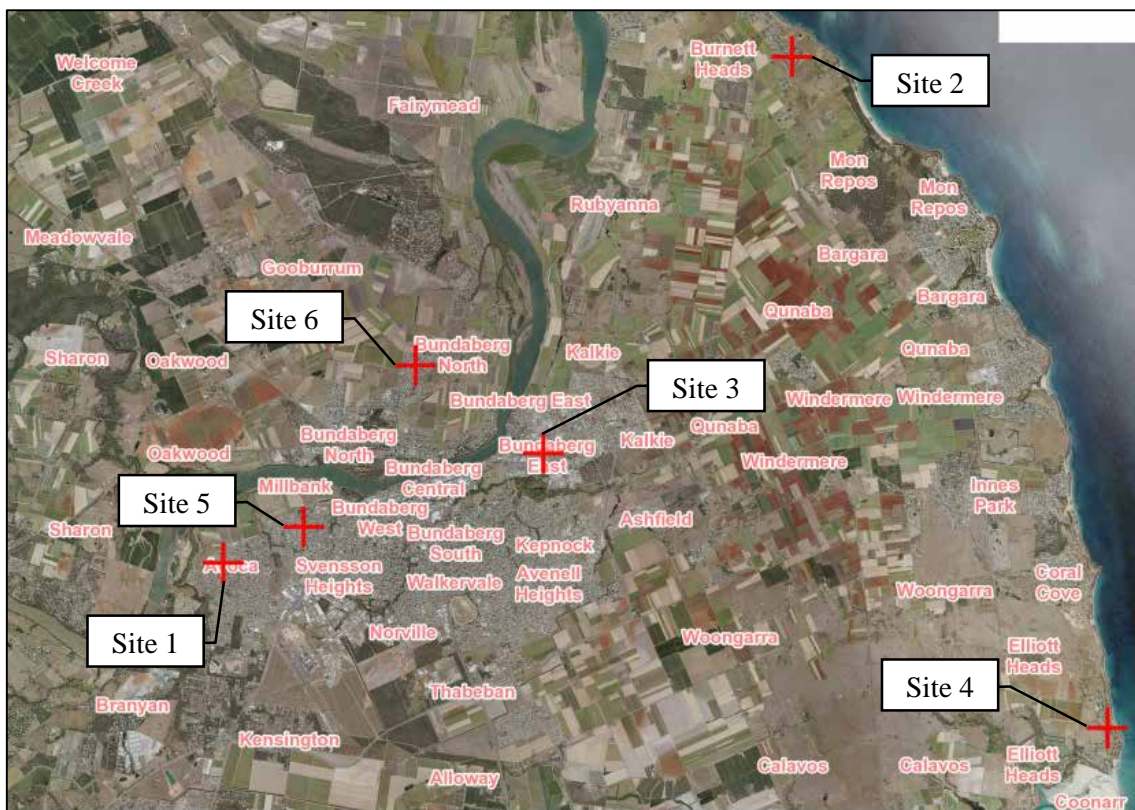 Burnett
Heads
Site 2
Welcome
Creek
Fairymead
Mon
Repos
Mon
Repos
Rubyanna
Meadowvale
Bargara
Gooburrum
Bargara
Qunaba
Site 6
Sharon
Oakwood
Bundaberg
North
Kalkie
Qunaba
Site 3
Bundaberg East
Windermere
Windermere
Qunaba
Bundaberg
North
Bundaberg
East
Kalkie
Oakwood
Windermere
Bundaberg
Central
Millbank
Innes
Park
Site 5
Bundaberg
West
Sharon
Ashfield
Bundaberg
South
Kepnock
Svensson
Heights
Walkervale
Avenell
Heights
Coral
Cove
Woongarra
Site 1
Norville
Woongarra
Elliott
Heads
Site 4
Thabeban
Branyan
Kensington
Alloway
Calavos
Calavos
Elliott
Heads
Coonarr